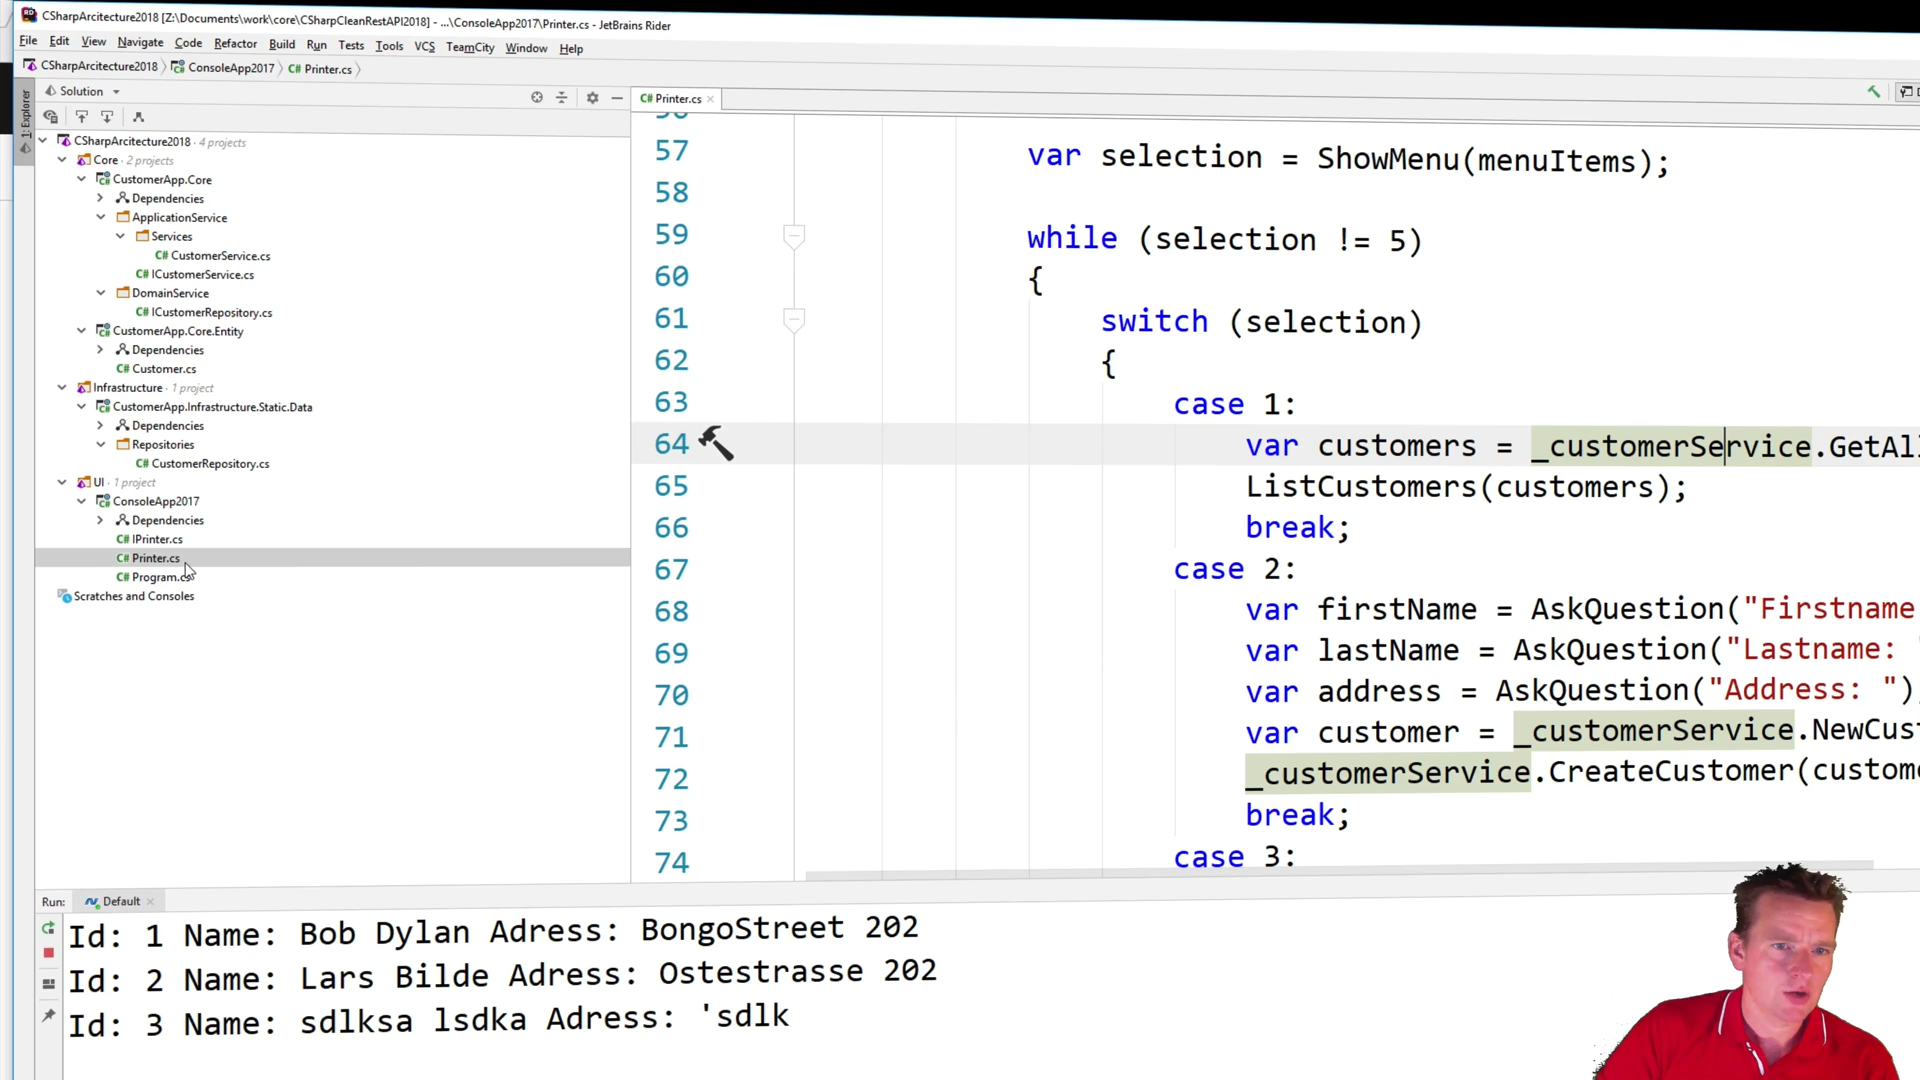 CSharpArcitecture2018 [Z:\Documents\work\core\CSharpCleanRestAPI2018] - ...\ConsoleApp2017\Printer.cs - JetBrains Rider
File Edit View Navigate Code Refactor Build Run Tests Tools VCS TeamCity Window Help
CSharpArcitecture2018 ConsoleApp2017 C# Printer.cs
1: Explorer
Solution
CSharpArcitecture2018 · 4 projects
Core · 2 projects
CustomerApp.Core
Dependencies
ApplicationService
Services
C# CustomerService.cs
C# ICustomerService.cs
DomainService
C# ICustomerRepository.cs
CustomerApp.Core.Entity
Dependencies
C# Customer.cs
Infrastructure · 1 project
CustomerApp.Infrastructure.Static.Data
Dependencies
Repositories
C# CustomerRepository.cs
UI · 1 project
ConsoleApp2017
Dependencies
C# IPrinter.cs
C# Printer.cs
C# Program.cs
Scratches and Consoles
C# Printer.cs
57 var selection = ShowMenu(menuItems);
58
59 while (selection != 5)
60 {
61 switch (selection)
62 {
63 case 1:
64 var customers = _customerService.GetAl
65 ListCustomers(customers);
66 break;
67 case 2:
68 var firstName = AskQuestion("Firstname
69 var lastName = AskQuestion("Lastname: "
70 var address = AskQuestion("Address: ")
71 var customer = _customerService.NewCust
72 _customerService.CreateCustomer(custome
73 break;
74 case 3:
Run: Default
Id: 1 Name: Bob Dylan Adress: BongoStreet 202
Id: 2 Name: Lars Bilde Adress: Ostestrasse 202
Id: 3 Name: sdlksa lsdka Adress: 'sdlk